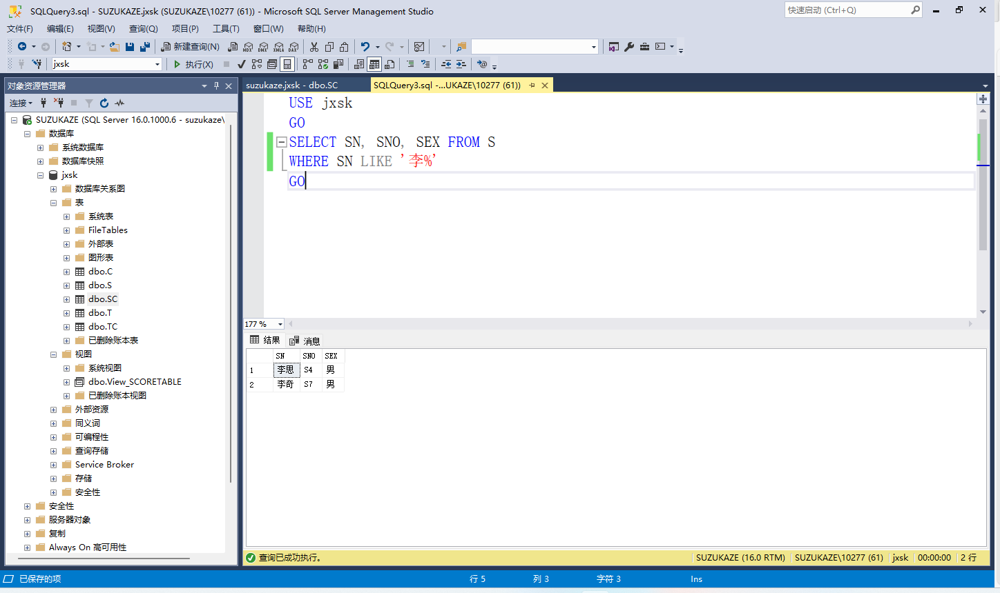 SQLQuery3.sql - SUZUKAZE.jxsk (SUZUKAZE\10277 (61)) - Microsoft SQL Server Management Studio
快速启动 (Ctrl+Q)
文件(F) 编辑(E) 视图(V) 查询(Q) 项目(P) 工具(T) 窗口(W) 帮助(H)
新建查询(N) MDX DMX XMLA DAX
jxsk 执行(X)
对象资源管理器
连接
SUZUKAZE (SQL Server 16.0.1000.6 - suzukaze\
数据库
系统数据库
数据库快照
jxsk
数据库关系图
表
系统表
FileTables
外部表
图形表
dbo.C
dbo.S
dbo.SC
dbo.T
dbo.TC
已删除账本表
视图
系统视图
dbo.View_SCORETABLE
已删除账本视图
外部资源
同义词
可编程性
查询存储
Service Broker
存储
安全性
安全性
服务器对象
复制
Always On 高可用性
suzukaze.jxsk - dbo.SC
SQLQuery3.sql -...UKAZE\10277 (61))
USE jxsk
GO
SELECT SN, SNO, SEX FROM S
WHERE SN LIKE '李%'
GO
177 %
结果 消息
SN SNO SEX
1 李思 S4 男
2 李奇 S7 男
查询已成功执行。 SUZUKAZE (16.0 RTM) SUZUKAZE\10277 (61) jxsk 00:00:00 2 行
已保存的项 行 5 列 3 字符 3 Ins